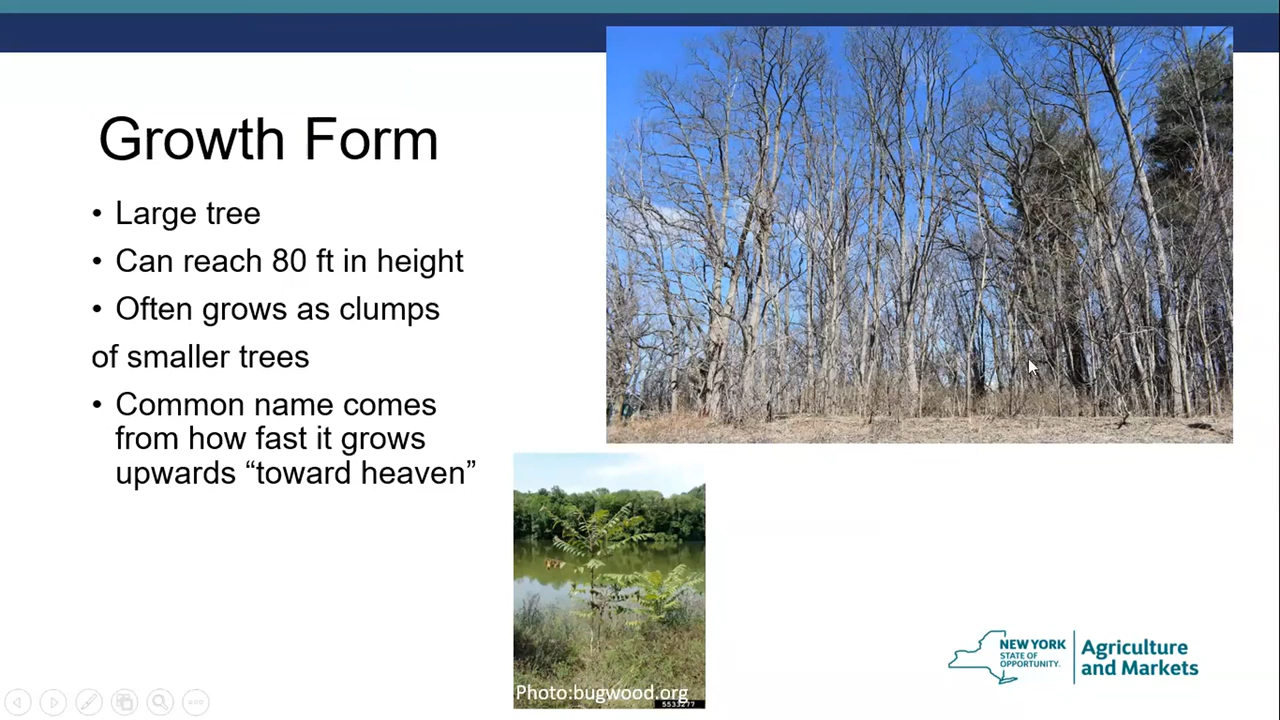 Growth Form
• Large tree
• Can reach 80 ft in height
• Often grows as clumps
of smaller trees
• Common name comes
from how fast it grows
upwards “toward heaven”
Photo:bugwood.org
5533277
NEW YORK
STATE OF
OPPORTUNITY.
Agriculture
and Markets